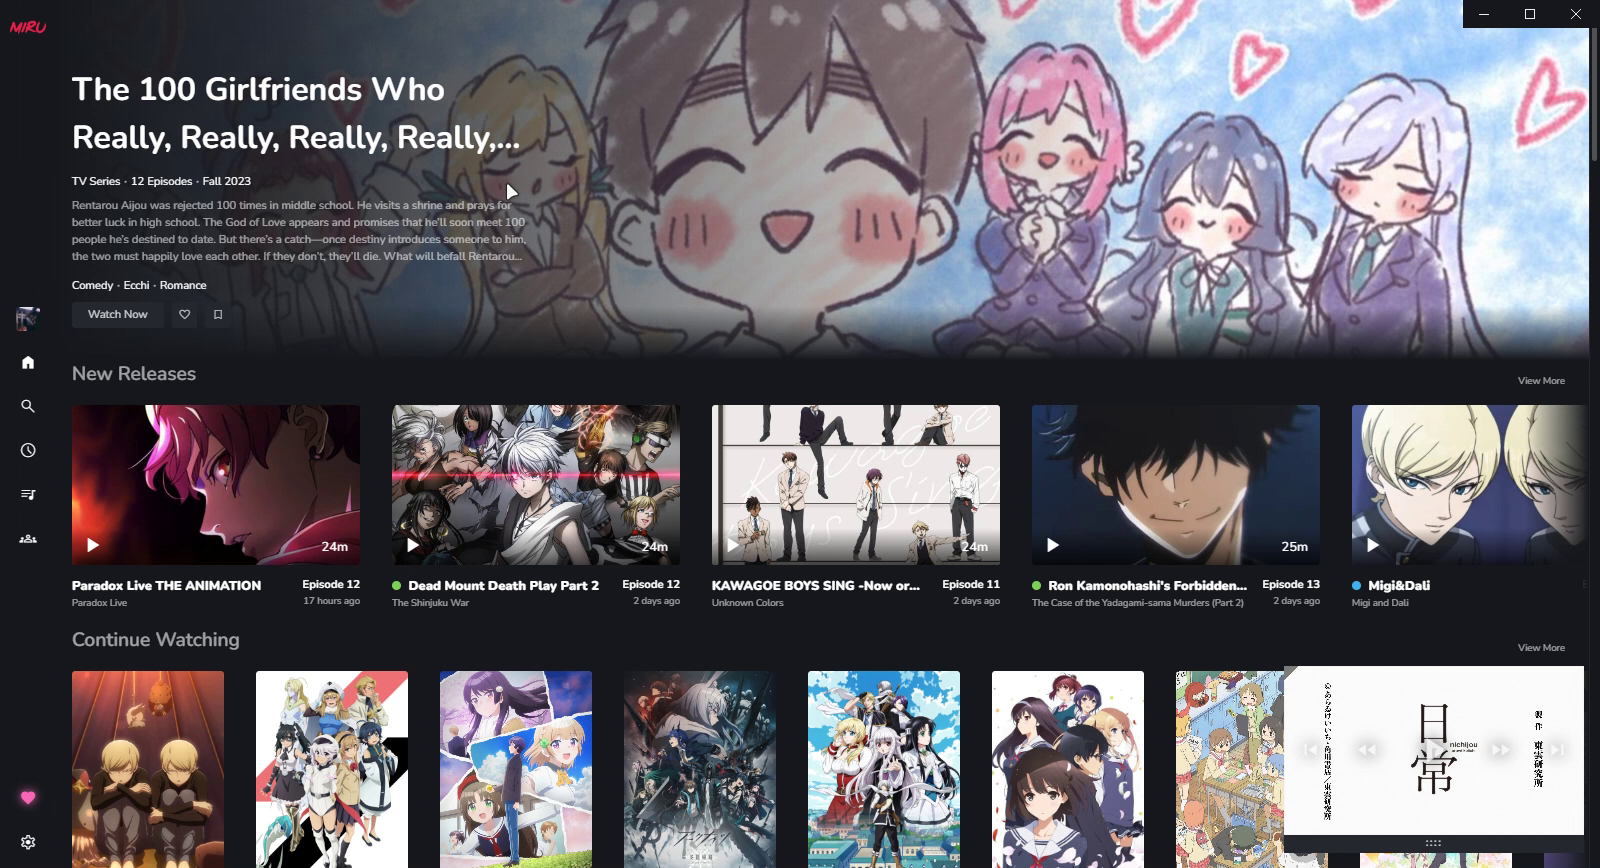 MIRU
The 100 Girlfriends Who
Really, Really, Really, Really,...
TV Series · 12 Episodes · Fall 2023
Rentarou Aijou was rejected 100 times in middle school. He visits a shrine and prays for
better luck in high school. The God of Love appears and promises that he'll soon meet 100
people he's destined to date. But there's a catch—once destiny introduces someone to him,
the two must happily love each other. If they don't, they'll die. What will befall Rentarou...
Comedy · Ecchi · Romance
Watch Now
New Releases
View More
24m
24m
24m
25m
Paradox Live THE ANIMATION
Episode 12
Paradox Live
17 hours ago
Dead Mount Death Play Part 2
Episode 12
The Shinjuku War
2 days ago
KAWAGOE BOYS SING -Now or...
Episode 11
Unknown Colors
2 days ago
Ron Kamonohashi's Forbidden...
Episode 13
The Case of the Yadagami-sama Murders (Part 2)
2 days ago
Migi&Dali
Migi and Dali
Continue Watching
View More
日常
nichijou
製作 東雲研究所